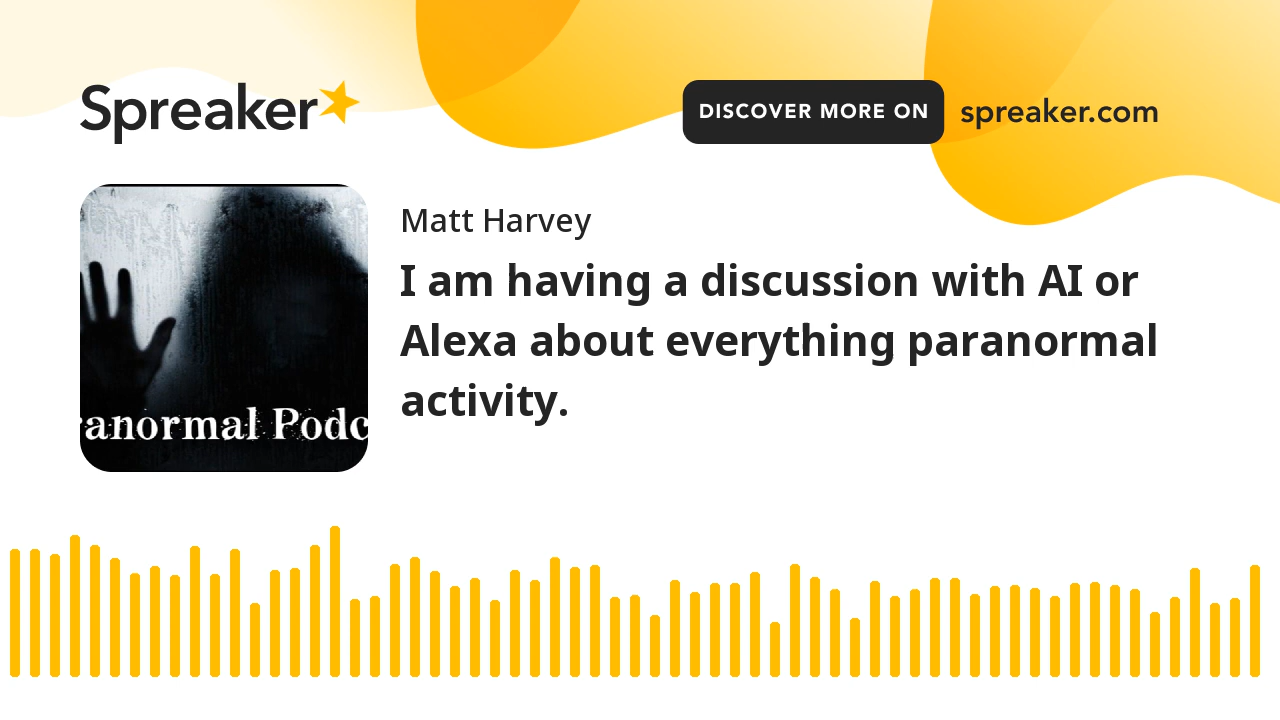 Spreaker
DISCOVER MORE ON spreaker.com
Matt Harvey
I am having a discussion with AI or
Alexa about everything paranormal
activity.
ranormal Podc